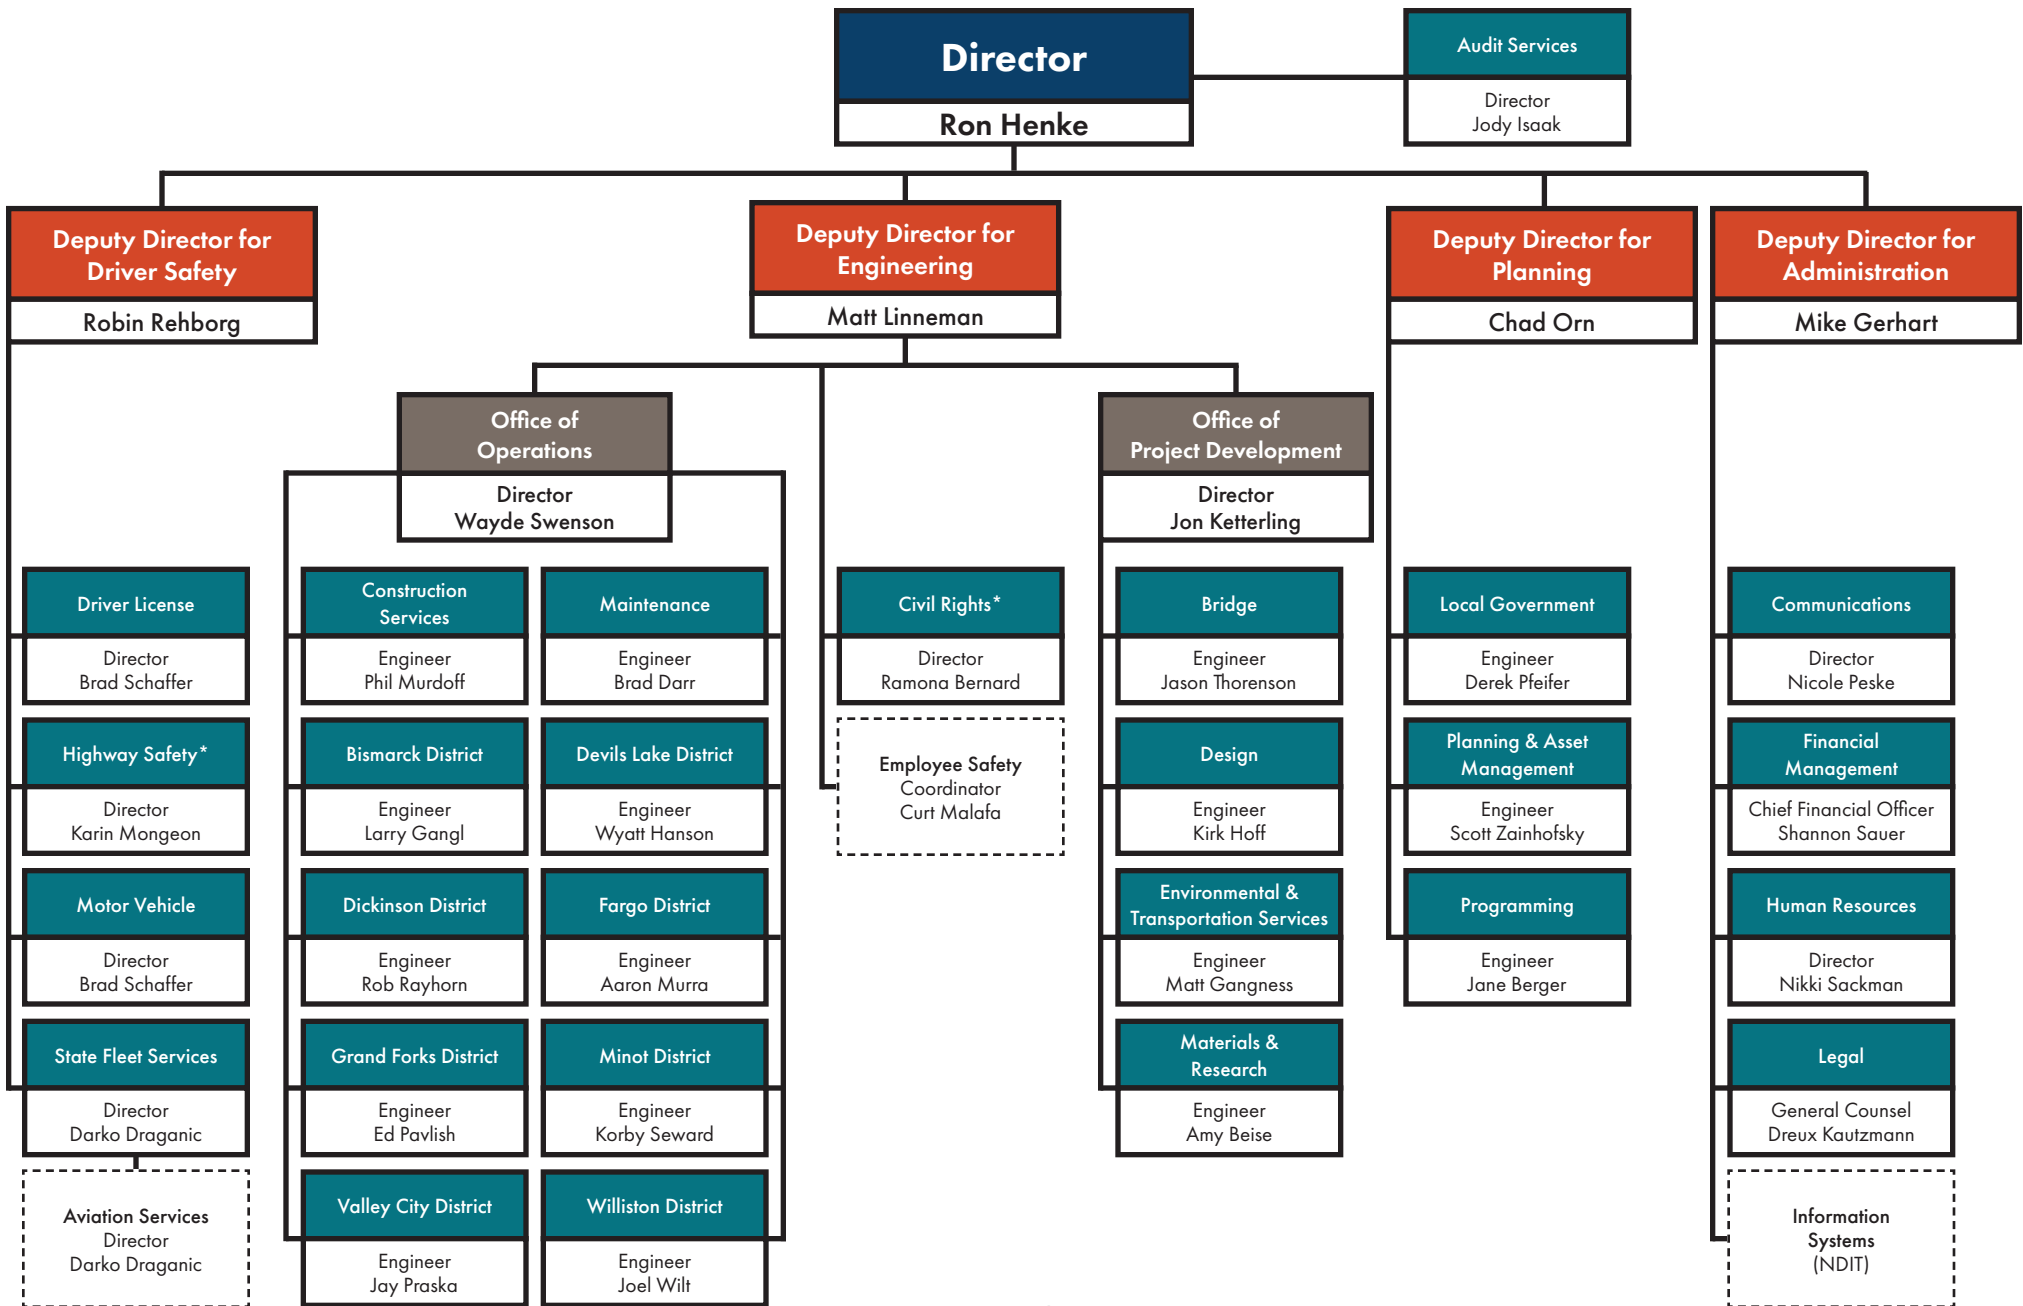 Director
Ron Henke
Audit Services
Director
Jody Isaak
Deputy Director for
Driver Safety
Robin Rehborg
Deputy Director for
Engineering
Matt Linneman
Deputy Director for
Planning
Chad Orn
Deputy Director for
Administration
Mike Gerhart
Office of
Operations
Director
Wayde Swenson
Office of
Project Development
Director
Jon Ketterling
Driver License
Director
Brad Schaffer
Highway Safety*
Director
Karin Mongeon
Motor Vehicle
Director
Brad Schaffer
State Fleet Services
Director
Darko Draganic
Aviation Services
Director
Darko Draganic
Construction
Services
Engineer
Phil Murdoff
Maintenance
Engineer
Brad Darr
Bismarck District
Engineer
Larry Gangl
Devils Lake District
Engineer
Wyatt Hanson
Dickinson District
Engineer
Rob Rayhorn
Fargo District
Engineer
Aaron Murra
Grand Forks District
Engineer
Ed Pavlish
Minot District
Engineer
Korby Seward
Valley City District
Engineer
Jay Praska
Williston District
Engineer
Joel Wilt
Civil Rights*
Director
Ramona Bernard
Employee Safety
Coordinator
Curt Malafa
Bridge
Engineer
Jason Thorenson
Design
Engineer
Kirk Hoff
Environmental &
Transportation Services
Engineer
Matt Gangness
Materials &
Research
Engineer
Amy Beise
Local Government
Engineer
Derek Pfeifer
Planning & Asset
Management
Engineer
Scott Zainhofsky
Programming
Engineer
Jane Berger
Communications
Director
Nicole Peske
Financial
Management
Chief Financial Officer
Shannon Sauer
Human Resources
Director
Nikki Sackman
Legal
General Counsel
Dreux Kautzmann
Information
Systems
(NDIT)